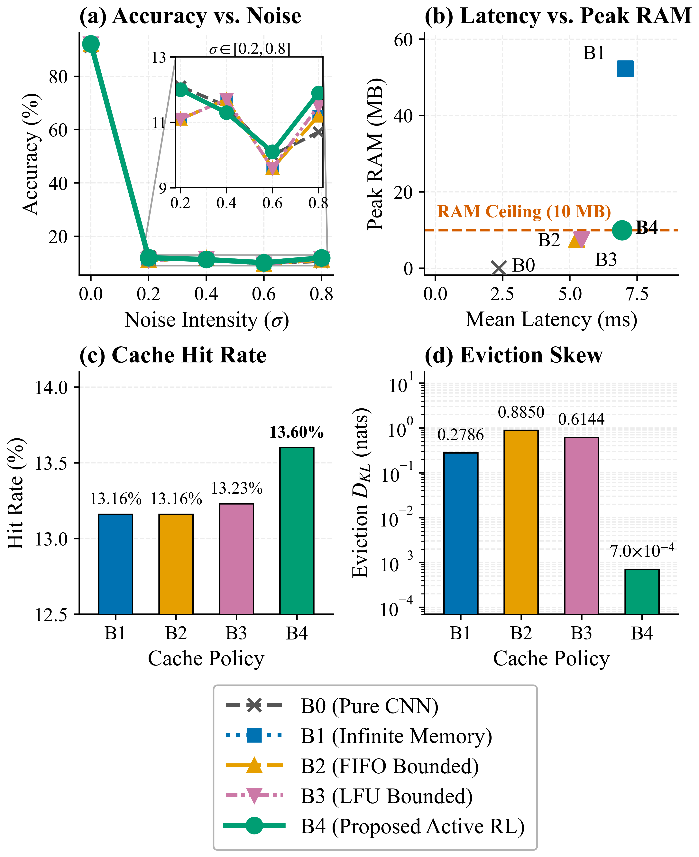 (a) Accuracy vs. Noise
Accuracy (%)
80
60
40
20
0.0
0.2
0.4
0.6
0.8
Noise Intensity (σ)
σ∈[0.2, 0.8]
13
11
9
0.2
0.4
0.6
0.8
(b) Latency vs. Peak RAM
Peak RAM (MB)
60
40
20
0
0.0
2.5
5.0
7.5
Mean Latency (ms)
B1
RAM Ceiling (10 MB)
B4
B2
B3
B0
(c) Cache Hit Rate
Hit Rate (%)
14.0
13.5
13.0
12.5
13.16%
13.16%
13.23%
13.60%
B1
B2
B3
B4
Cache Policy
(d) Eviction Skew
Eviction D_KL (nats)
10¹
10⁰
10⁻¹
10⁻²
10⁻³
10⁻⁴
0.2786
0.8850
0.6144
7.0×10⁻⁴
B1
B2
B3
B4
Cache Policy
B0 (Pure CNN)
B1 (Infinite Memory)
B2 (FIFO Bounded)
B3 (LFU Bounded)
B4 (Proposed Active RL)